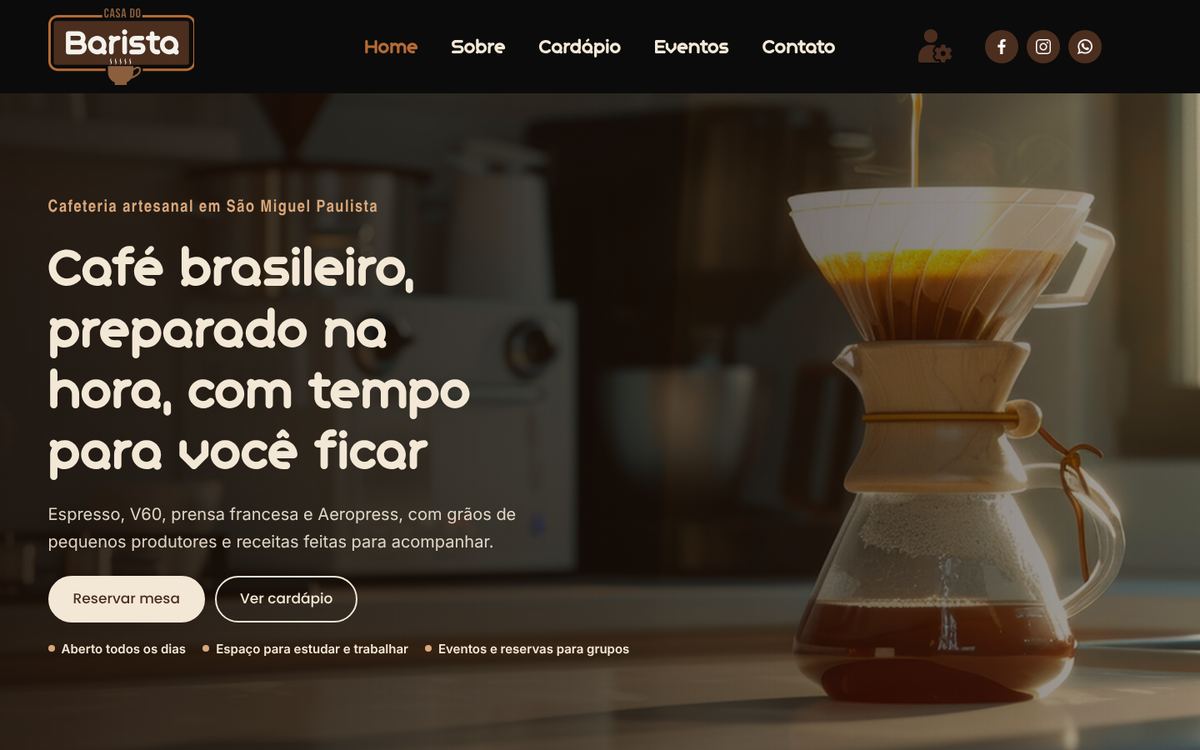 CASA DO
Barista
Home Sobre Cardápio Eventos Contato
Cafeteria artesanal em São Miguel Paulista
Café brasileiro,
preparado na
hora, com tempo
para você ficar
Espresso, V60, prensa francesa e Aeropress, com grãos de
pequenos produtores e receitas feitas para acompanhar.
Reservar mesa Ver cardápio
Aberto todos os dias Espaço para estudar e trabalhar Eventos e reservas para grupos